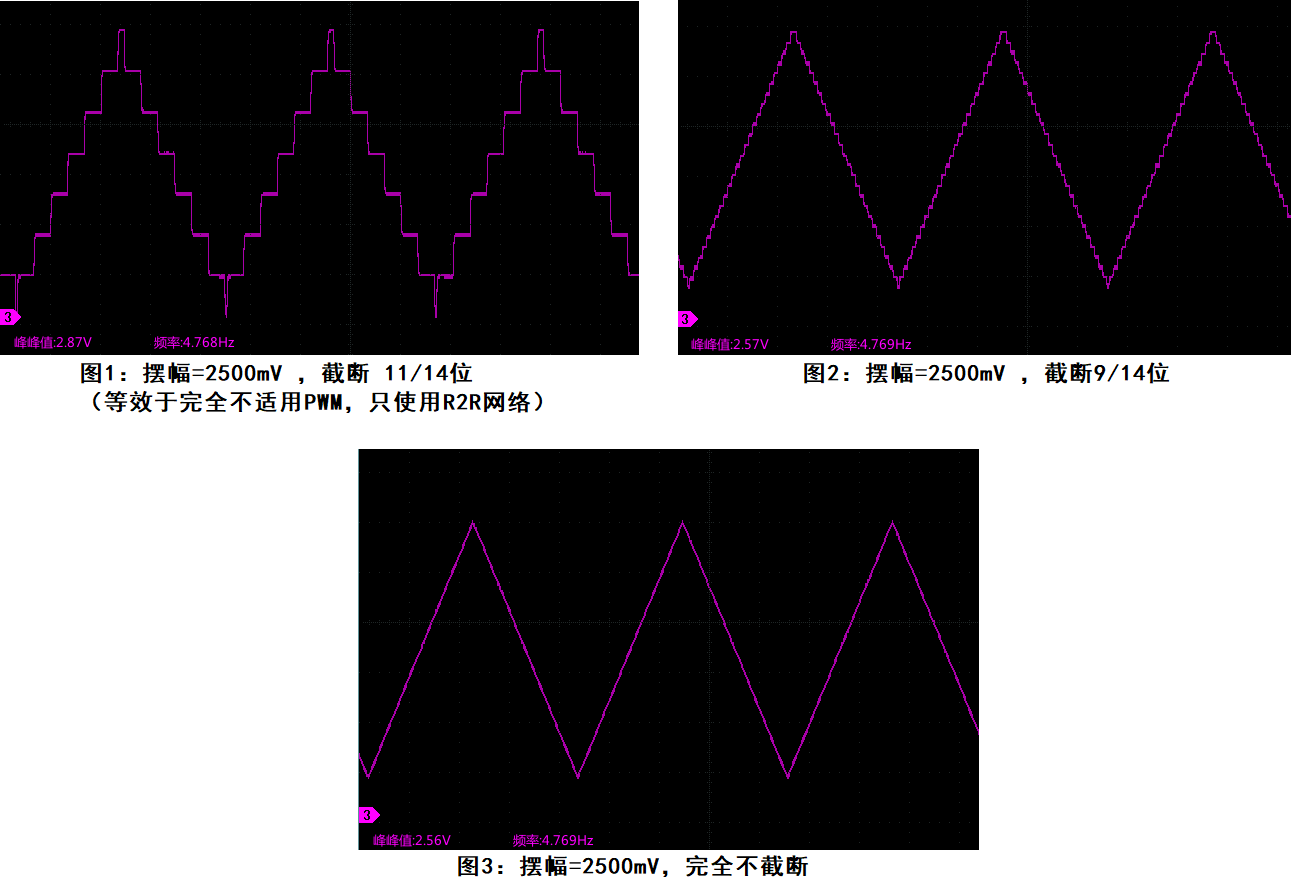 3
峰峰值:2.87V 频率:4.768Hz
图1：摆幅=2500mV ，截断 11/14位
（等效于完全不适用PWM，只使用R2R网络）
3
峰峰值:2.57V 频率:4.769Hz
图2：摆幅=2500mV ，截断9/14位
3
峰峰值:2.56V 频率:4.769Hz
图3：摆幅=2500mV，完全不截断